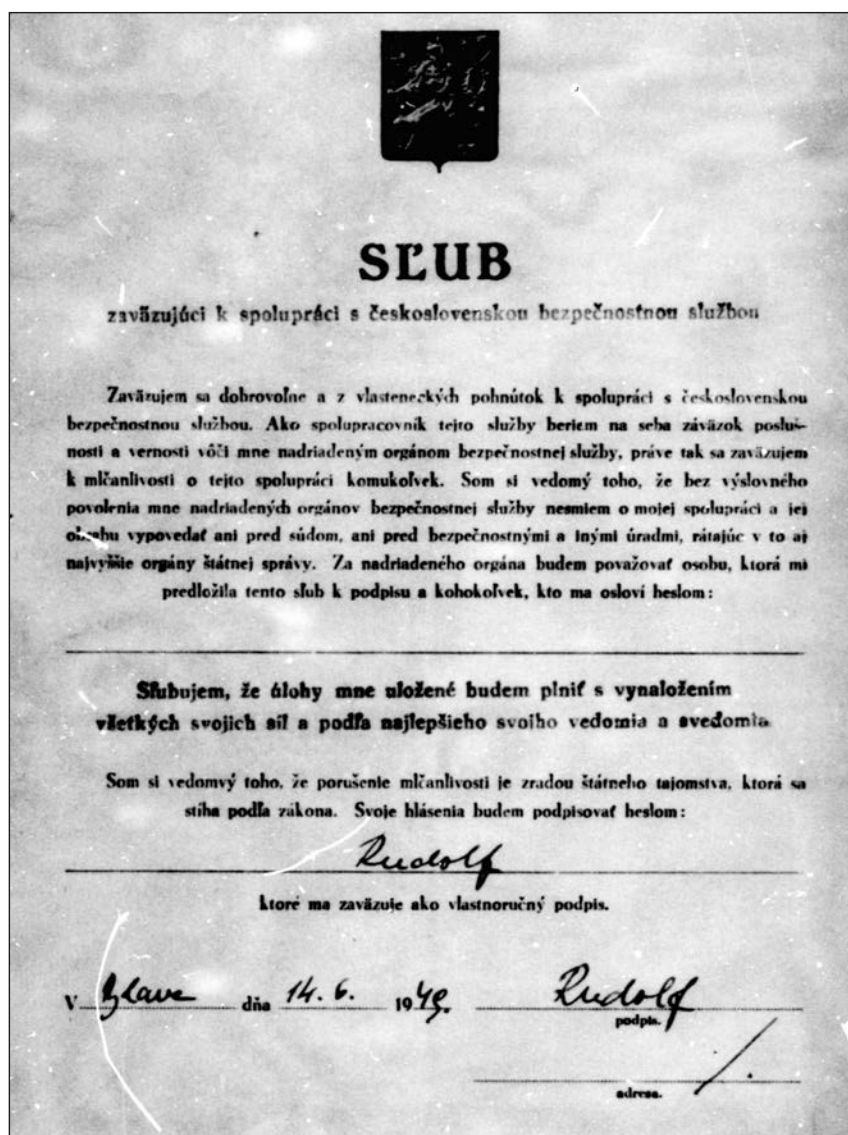 SĽUB
zaväzujúci k spolupráci s československou bezpečnostnou službou
Zaväzujem sa dobrovoľne a z vlasteneckých pohnútok k spolupráci s československou
bezpečnostnou službou. Ako spolupracovník tejto služby beriem na seba záväzok posluš-
nosti a vernosti vôči mne nadriadeným orgánom bezpečnostnej služby, práve tak sa zaväzujem
k mlčanlivosti o tejto spolupráci komukoľvek. Som si vedomý toho, že bez výslovného
povolenia mne nadriadených orgánov bezpečnostnej služby nesmiem o mojej spolupráci a jej
obsahu vypovedať ani pred súdom, ani pred bezpečnostnými a inými úradmi, rátajúc v to aj
najvyššie orgány štátnej správy. Za nadriadeného orgána budem považovať osobu, ktorá mi
predložila tento sľub k podpisu a kohokoľvek, kto ma osloví heslom:
Sľubujem, že úlohy mne uložené budem plniť s vynaložením
všetkých svojich síl a podľa najlepšieho svojho vedomia a svedomia
Som si vedomvý toho, že porušenie mlčanlivosti je zradou štátneho tajomstva, ktorá sa
stíha podľa zákona. Svoje hlásenia budem podpisovať heslom:
Rudolf
ktoré ma zaväzuje ako vlastnoručný podpis.
V Blave dňa 14. 6. 1949. Rudolf
podpis.
adresa.